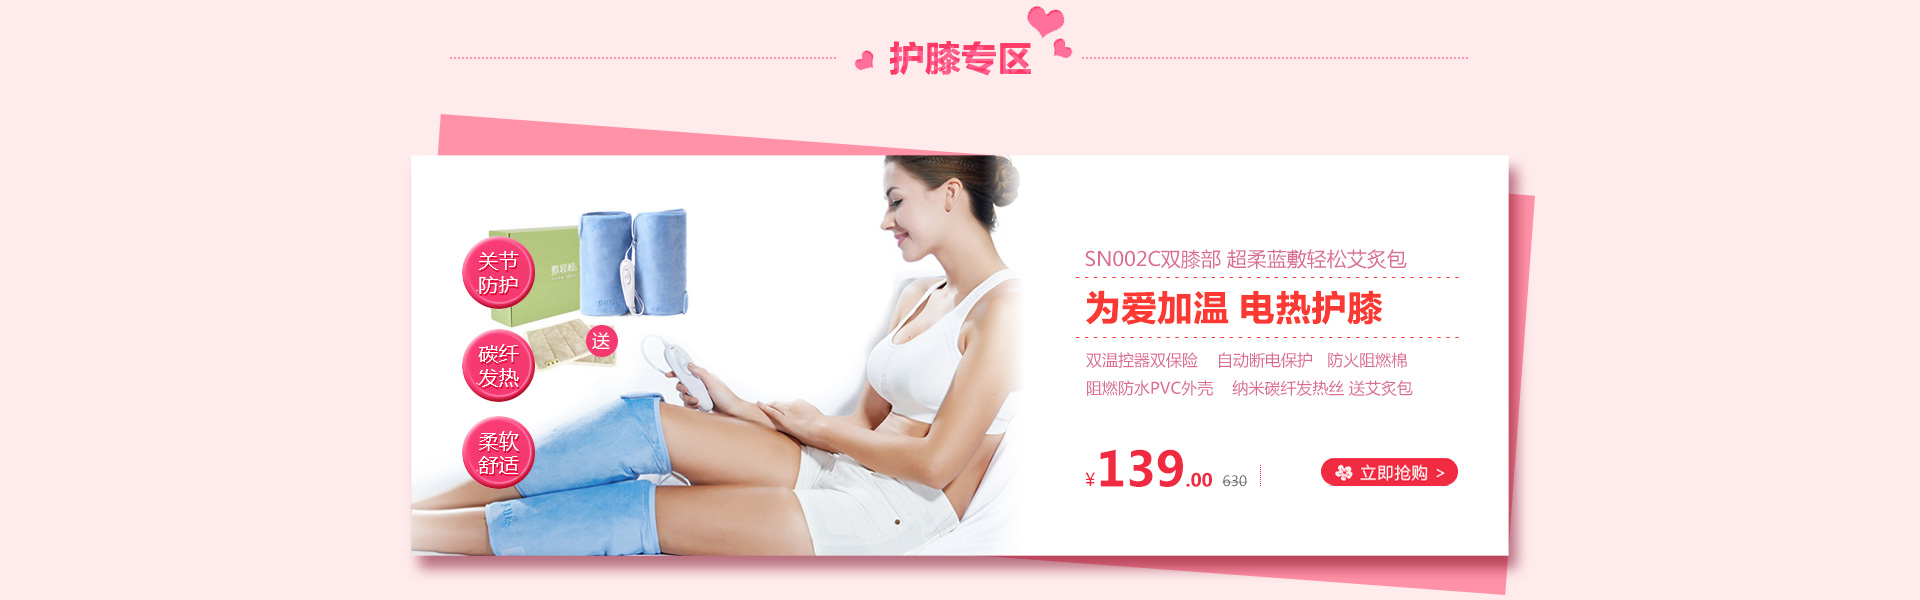 护膝专区
关节
防护
敷轻松
送
碳纤
发热
柔软
舒适
SN002C双膝部 超柔蓝敷轻松艾炙包
为爱加温 电热护膝
双温控器双保险 自动断电保护 防火阻燃棉
阻燃防水PVC外壳 纳米碳纤发热丝 送艾炙包
¥139.00 630
立即抢购 >